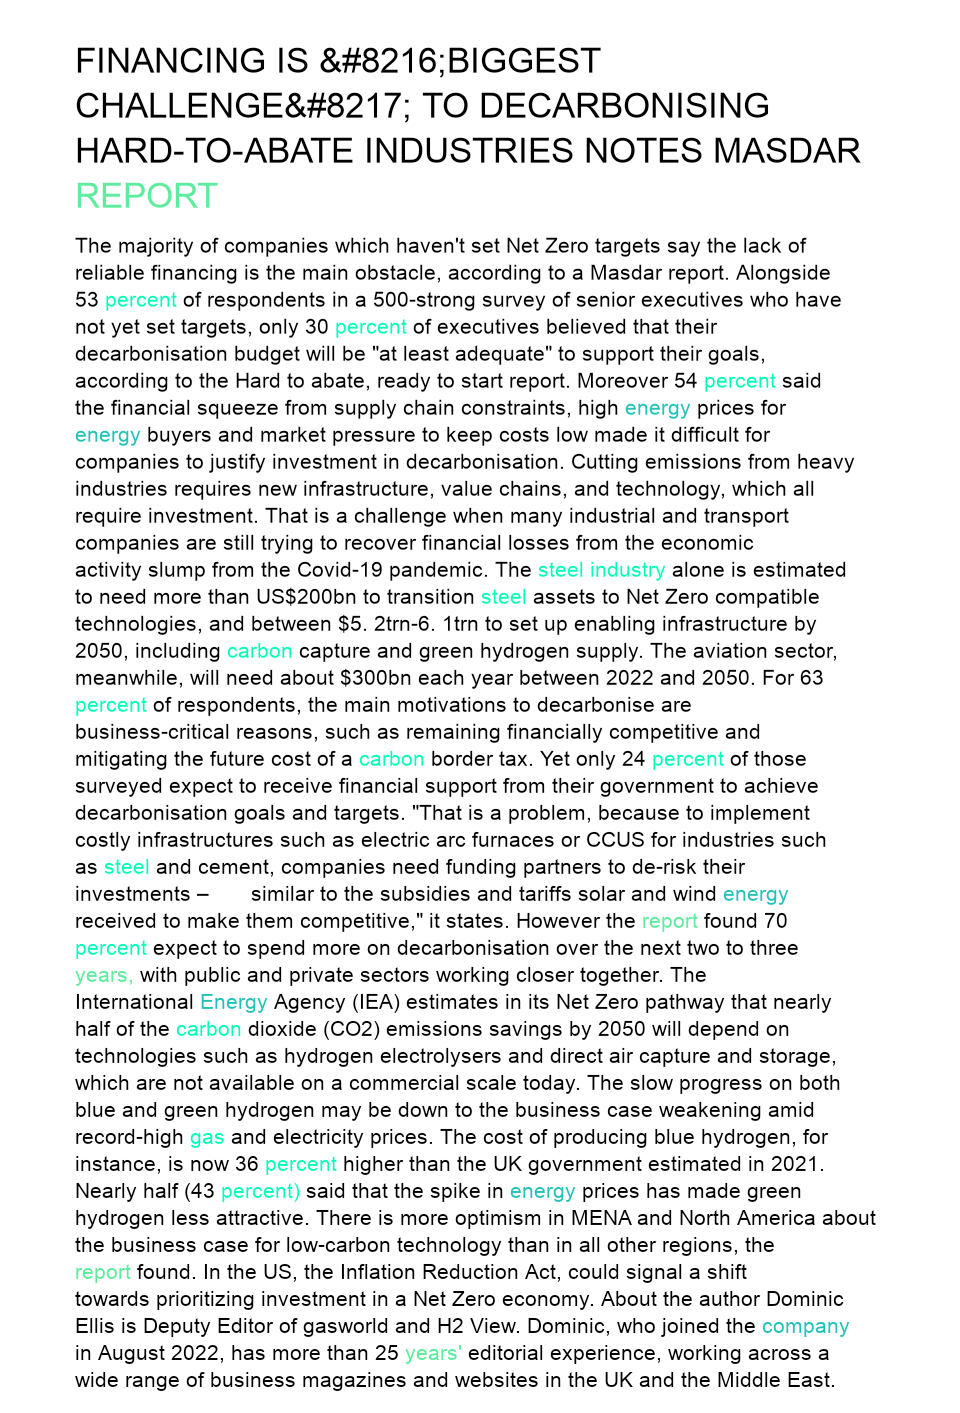 FINANCING IS &#8216;BIGGEST
CHALLENGE&#8217; TO DECARBONISING
HARD-TO-ABATE INDUSTRIES NOTES MASDAR
REPORT
The majority of companies which haven't set Net Zero targets say the lack of
reliable financing is the main obstacle, according to a Masdar report. Alongside
53 percent of respondents in a 500-strong survey of senior executives who have
not yet set targets, only 30 percent of executives believed that their
decarbonisation budget will be "at least adequate" to support their goals,
according to the Hard to abate, ready to start report. Moreover 54 percent said
the financial squeeze from supply chain constraints, high energy prices for
energy buyers and market pressure to keep costs low made it difficult for
companies to justify investment in decarbonisation. Cutting emissions from heavy
industries requires new infrastructure, value chains, and technology, which all
require investment. That is a challenge when many industrial and transport
companies are still trying to recover financial losses from the economic
activity slump from the Covid-19 pandemic. The steel industry alone is estimated
to need more than US$200bn to transition steel assets to Net Zero compatible
technologies, and between $5. 2trn-6. 1trn to set up enabling infrastructure by
2050, including carbon capture and green hydrogen supply. The aviation sector,
meanwhile, will need about $300bn each year between 2022 and 2050. For 63
percent of respondents, the main motivations to decarbonise are
business-critical reasons, such as remaining financially competitive and
mitigating the future cost of a carbon border tax. Yet only 24 percent of those
surveyed expect to receive financial support from their government to achieve
decarbonisation goals and targets. "That is a problem, because to implement
costly infrastructures such as electric arc furnaces or CCUS for industries such
as steel and cement, companies need funding partners to de-risk their
investments – similar to the subsidies and tariffs solar and wind energy
received to make them competitive," it states. However the report found 70
percent expect to spend more on decarbonisation over the next two to three
years, with public and private sectors working closer together. The
International Energy Agency (IEA) estimates in its Net Zero pathway that nearly
half of the carbon dioxide (CO2) emissions savings by 2050 will depend on
technologies such as hydrogen electrolysers and direct air capture and storage,
which are not available on a commercial scale today. The slow progress on both
blue and green hydrogen may be down to the business case weakening amid
record-high gas and electricity prices. The cost of producing blue hydrogen, for
instance, is now 36 percent higher than the UK government estimated in 2021.
Nearly half (43 percent) said that the spike in energy prices has made green
hydrogen less attractive. There is more optimism in MENA and North America about
the business case for low-carbon technology than in all other regions, the
report found. In the US, the Inflation Reduction Act, could signal a shift
towards prioritizing investment in a Net Zero economy. About the author Dominic
Ellis is Deputy Editor of gasworld and H2 View. Dominic, who joined the company
in August 2022, has more than 25 years' editorial experience, working across a
wide range of business magazines and websites in the UK and the Middle East.